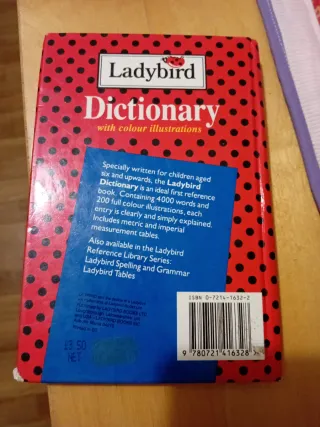 Ladybird
Dictionary
with colour illustrations
Specially written for children aged
six and upwards, the Ladybird
Dictionary is an ideal first reference
book. Containing 4000 words and
200 full colour illustrations, each
entry is clearly and simply explained.
Includes metric and imperial
measurement tables.
Also available in the Ladybird
Reference Library Series:
Ladybird Spelling and Grammar
Ladybird Tables
ISBN 0-7214-1632-2
9 780721 416328
£3.50
NET